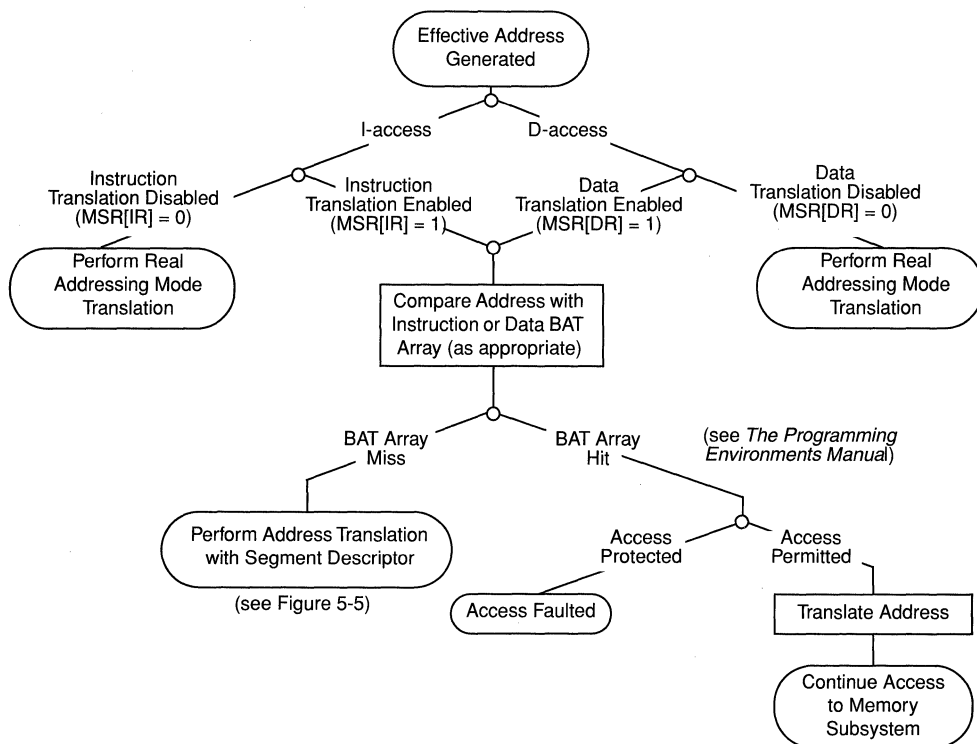 Effective Address
Generated
I-access
D-access
Instruction
Translation Disabled
(MSR[IR] = 0)
Instruction
Translation Enabled
(MSR[IR] = 1)
Data
Translation Enabled
(MSR[DR] = 1)
Data
Translation Disabled
(MSR[DR] = 0)
Perform Real
Addressing Mode
Translation
Perform Real
Addressing Mode
Translation
Compare Address with
Instruction or Data BAT
Array (as appropriate)
BAT Array
Miss
BAT Array
Hit
(see The Programming
Environments Manual)
Perform Address Translation
with Segment Descriptor
(see Figure 5-5)
Access
Protected
Access
Permitted
Access Faulted
Translate Address
Continue Access
to Memory
Subsystem